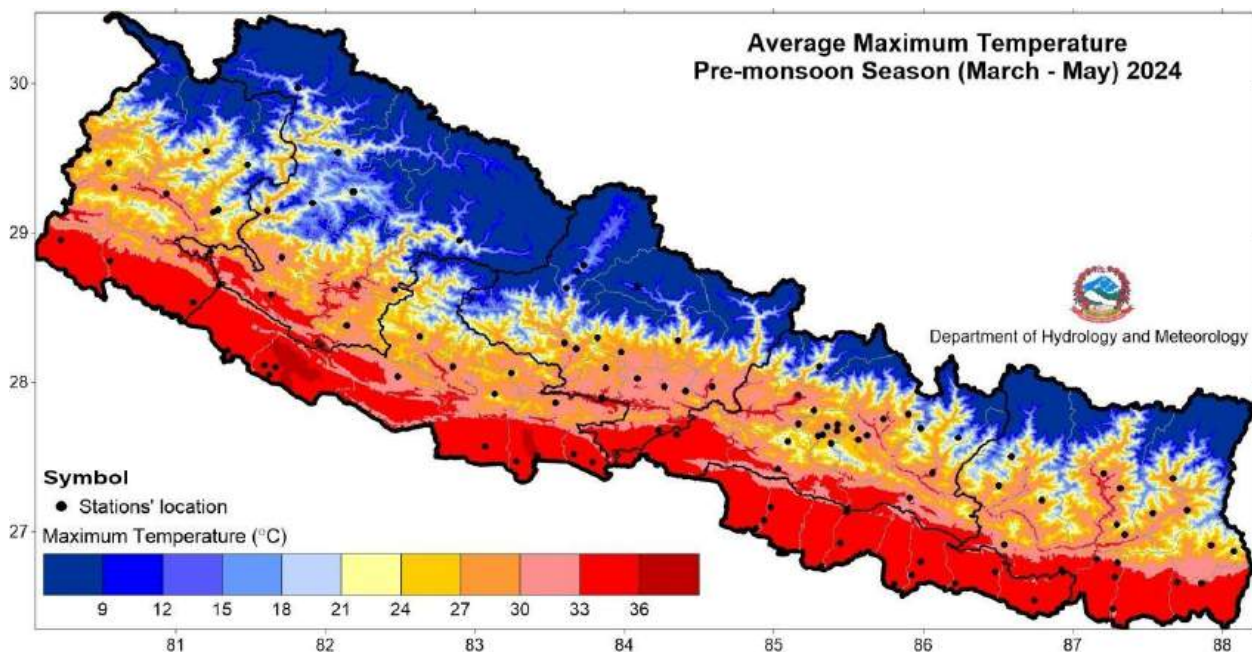 Average Maximum Temperature
Pre-monsoon Season (March - May) 2024
30
29
28
27
Department of Hydrology and Meteorology
Symbol
Stations' location
Maximum Temperature (°C)
9 12 15 18 21 24 27 30 33 36
81 82 83 84 85 86 87 88